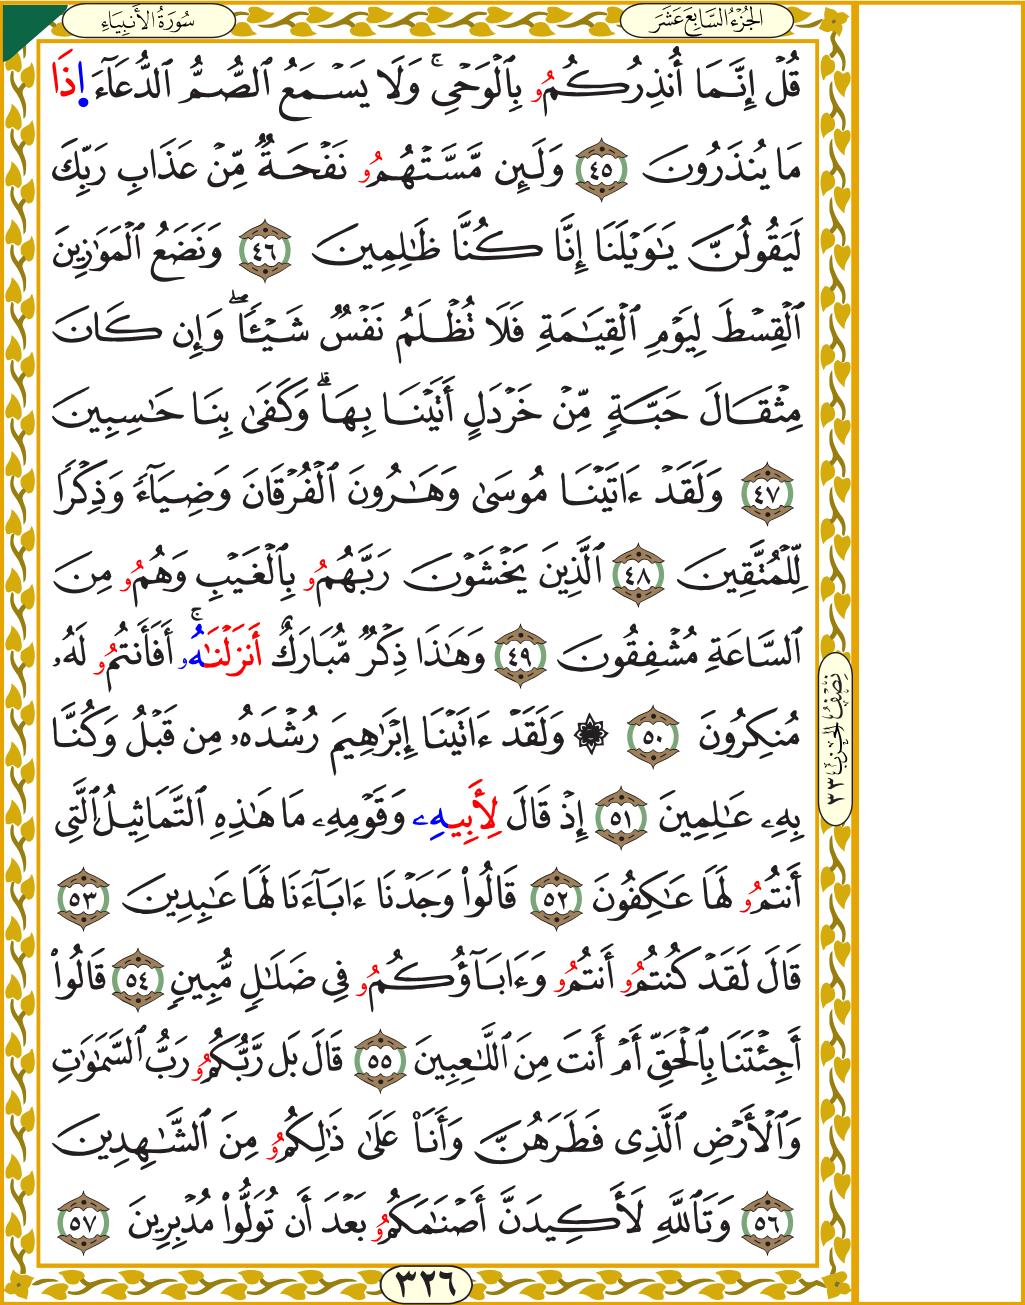 سُورَةُ الأَنبِيَاءِ
الجُزْءُ السَّابِعَ عَشَرَ
قُلْ إِنَّمَا أُنذِرُكُمُو بِٱلْوَحْيِ ۚ وَلَا يَسْمَعُ ٱلصُّمُّ ٱلدُّعَآءَ إِذَا
مَا يُنذَرُونَ ٤٥ وَلَئِن مَّسَّتْهُمُو نَفْحَةٌ مِّنْ عَذَابِ رَبِّكَ
لَيَقُولُنَّ يَٰوَيْلَنَا إِنَّا كُنَّا ظَٰلِمِينَ ٤٦ وَنَضَعُ ٱلْمَوَٰزِينَ
ٱلْقِسْطَ لِيَوْمِ ٱلْقِيَٰمَةِ فَلَا تُظْلَمُ نَفْسٌ شَيْـًٔا ۖ وَإِن كَانَ
مِثْقَالَ حَبَّةٍ مِّنْ خَرْدَلٍ أَتَيْنَا بِهَا ۗ وَكَفَىٰ بِنَا حَٰسِبِينَ
٤٧ وَلَقَدْ ءَاتَيْنَا مُوسَىٰ وَهَٰرُونَ ٱلْفُرْقَانَ وَضِيَآءً وَذِكْرًا
لِّلْمُتَّقِينَ ٤٨ ٱلَّذِينَ يَخْشَوْنَ رَبَّهُمُو بِٱلْغَيْبِ وَهُمُو مِنَ
ٱلسَّاعَةِ مُشْفِقُونَ ٤٩ وَهَٰذَا ذِكْرٌ مُّبَارَكٌ أَنزَلْنَٰهُۥ ۚ أَفَأَنتُمُو لَهُۥ
مُنكِرُونَ ٥٠ ۞ وَلَقَدْ ءَاتَيْنَا إِبْرَٰهِيمَ رُشْدَهُۥ مِن قَبْلُ وَكُنَّا
بِهِۦ عَٰلِمِينَ ٥١ إِذْ قَالَ لِأَبِيهِۦ وَقَوْمِهِۦ مَا هَٰذِهِ ٱلتَّمَاثِيلُ ٱلَّتِى
أَنتُمُو لَهَا عَٰكِفُونَ ٥٢ قَالُوا۟ وَجَدْنَا ءَابَآءَنَا لَهَا عَٰبِدِينَ ٥٣
قَالَ لَقَدْ كُنتُمُو أَنتُمُو وَءَابَآؤُكُمُو فِى ضَلَٰلٍ مُّبِينٍ ٥٤ قَالُوا۟
أَجِئْتَنَا بِٱلْحَقِّ أَمْ أَنتَ مِنَ ٱللَّٰعِبِينَ ٥٥ قَالَ بَل رَّبُّكُمُو رَبُّ ٱلسَّمَٰوَٰتِ
وَٱلْأَرْضِ ٱلَّذِى فَطَرَهُنَّ وَأَنَا۠ عَلَىٰ ذَٰلِكُمُو مِنَ ٱلشَّٰهِدِينَ
٥٦ وَتَٱللَّهِ لَأَكِيدَنَّ أَصْنَٰمَكُمُو بَعْدَ أَن تُوَلُّوا۟ مُدْبِرِينَ ٥٧
نِصْفُ الحِزْبِ ٣٣
٣٢٦